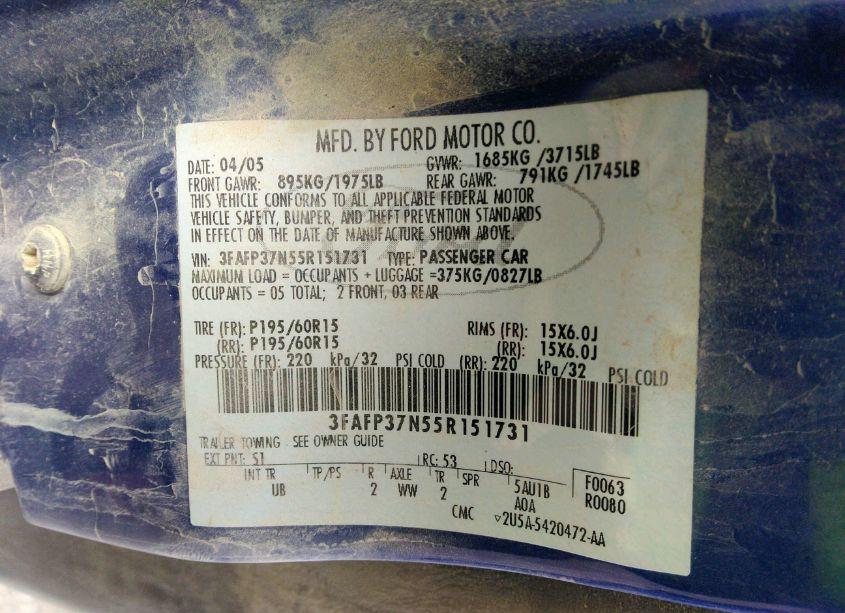 MFD. BY FORD MOTOR CO.
DATE: 04/05 GVWR: 1685KG /3715LB
FRONT GAWR: 895KG/1975LB REAR GAWR: 791KG /1745LB
THIS VEHICLE CONFORMS TO ALL APPLICABLE FEDERAL MOTOR
VEHICLE SAFETY, BUMPER, AND THEFT PREVENTION STANDARDS
IN EFFECT ON THE DATE OF MANUFACTURE SHOWN ABOVE.
VIN: 3FAFP37N55R151731 TYPE: PASSENGER CAR
MAXIMUM LOAD = OCCUPANTS + LUGGAGE =375KG/0827LB
OCCUPANTS = 05 TOTAL; 2 FRONT, 03 REAR
TIRE (FR): P195/60R15 RIMS (FR): 15X6.0J
(RR): P195/60R15 (RR): 15X6.0J
PRESSURE (FR): 220 kPa/32 PSI COLD (RR): 220 kPa/32 PSI COLD
3FAFP37N55R151731
TRAILER TOWING - SEE OWNER GUIDE
EXT PNT: S1 RC: 53 DSO:
INT TR TP/PS R AXLE TR SPR 5AU1B F0063
UB 2 WW 2 A0A R0080
CMC ▽2U5A-5420472-AA